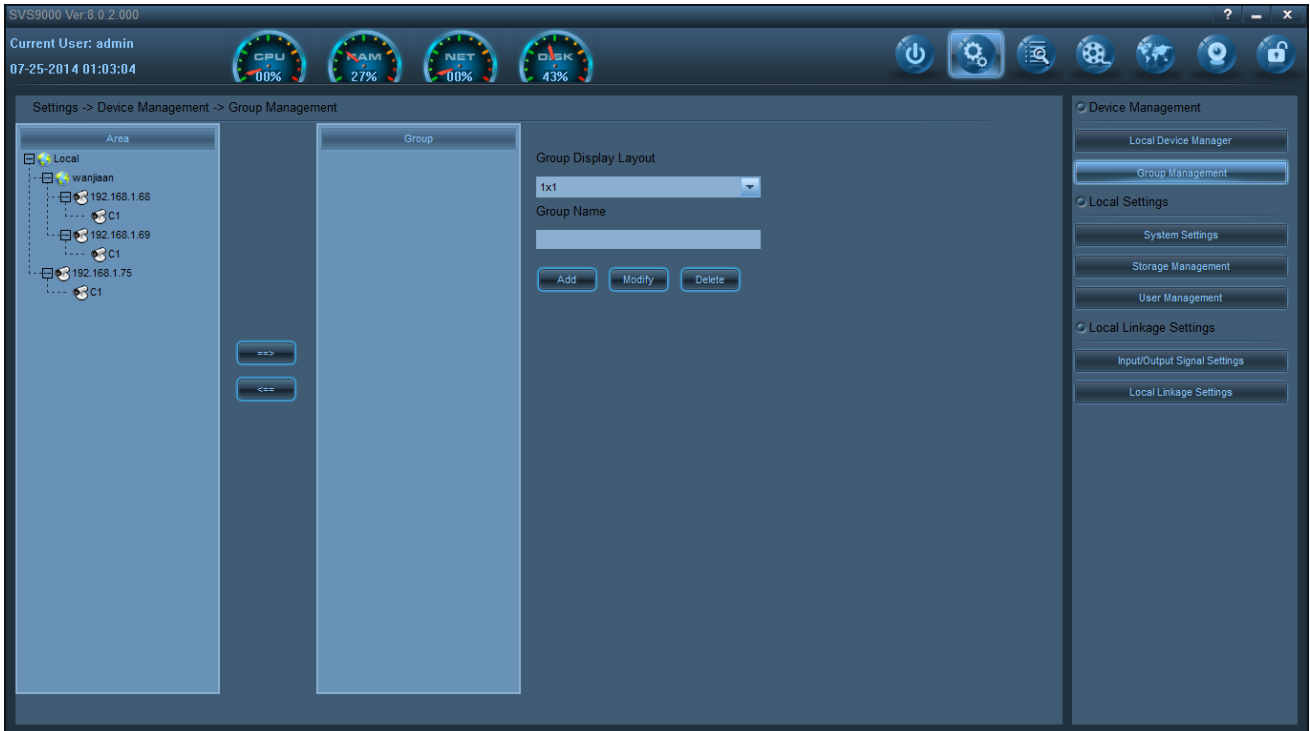 SVS9000 Ver:8.0.2.000
? _ x
Current User: admin
07-25-2014 01:03:04
CPU
00%
RAM
27%
NET
00%
DISK
43%
Settings -> Device Management -> Group Management
Area
Local
wanjiaan
192.168.1.68
C1
192.168.1.69
C1
192.168.1.75
C1
==>
<==
Group
Group Display Layout
1x1
Group Name
Add Modify Delete
Device Management
Local Device Manager
Group Management
Local Settings
System Settings
Storage Management
User Management
Local Linkage Settings
Input/Output Signal Settings
Local Linkage Settings